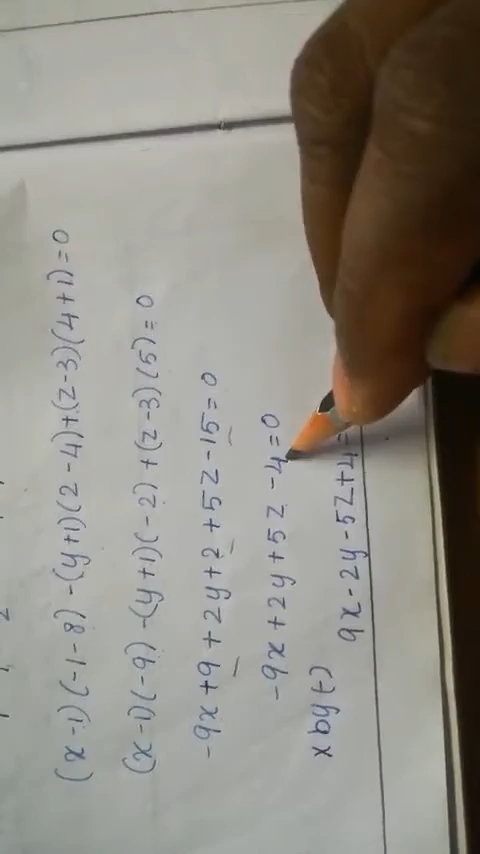 (x-1)(-1-8)-(y+1)(2-4)+(z-3)(4+1)=0
(x-1)(-9)-(y+1)(-2)+(z-3)(5)=0
-9x+9+2y+2+5z-15=0
-9x+2y+5z-4=0
x by (-)
9x-2y-5z+4=